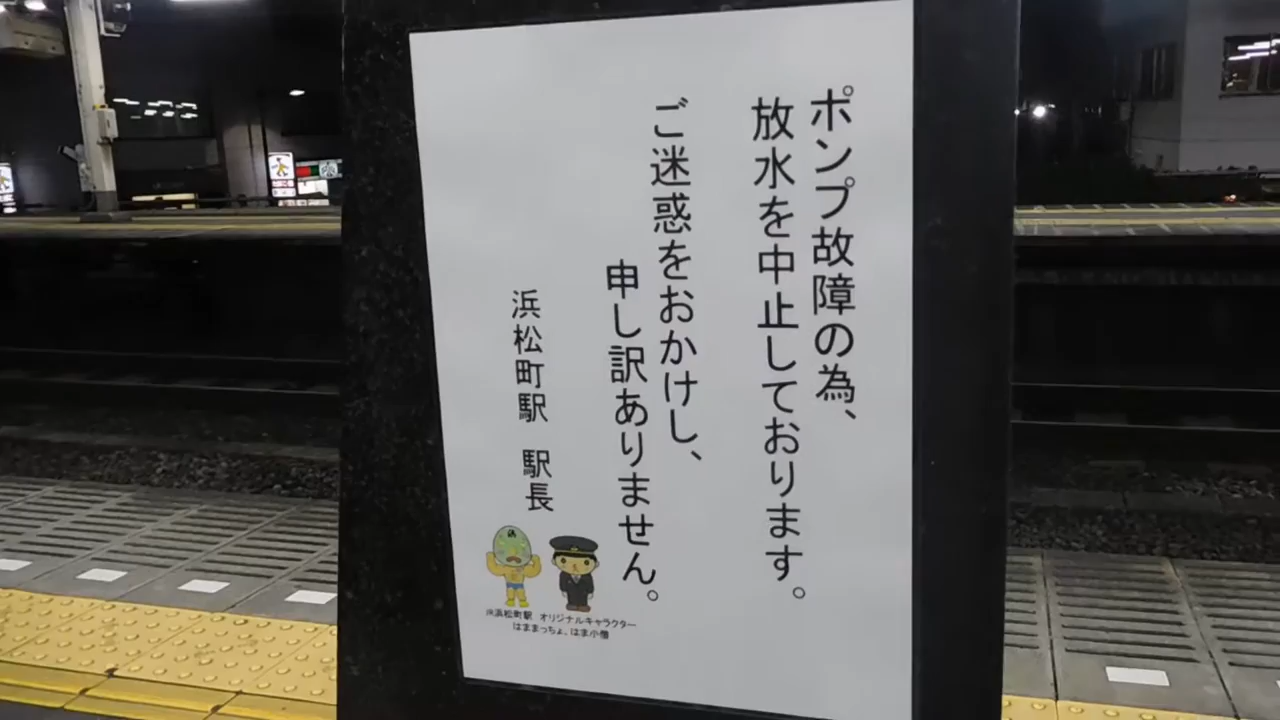 ポンプ故障の為、
放水を中止しております。
ご迷惑をおかけし、
申し訳ありません。
浜松町駅　駅長
JR浜松町駅　オリジナルキャラクター
はままっちょ、はま小僧